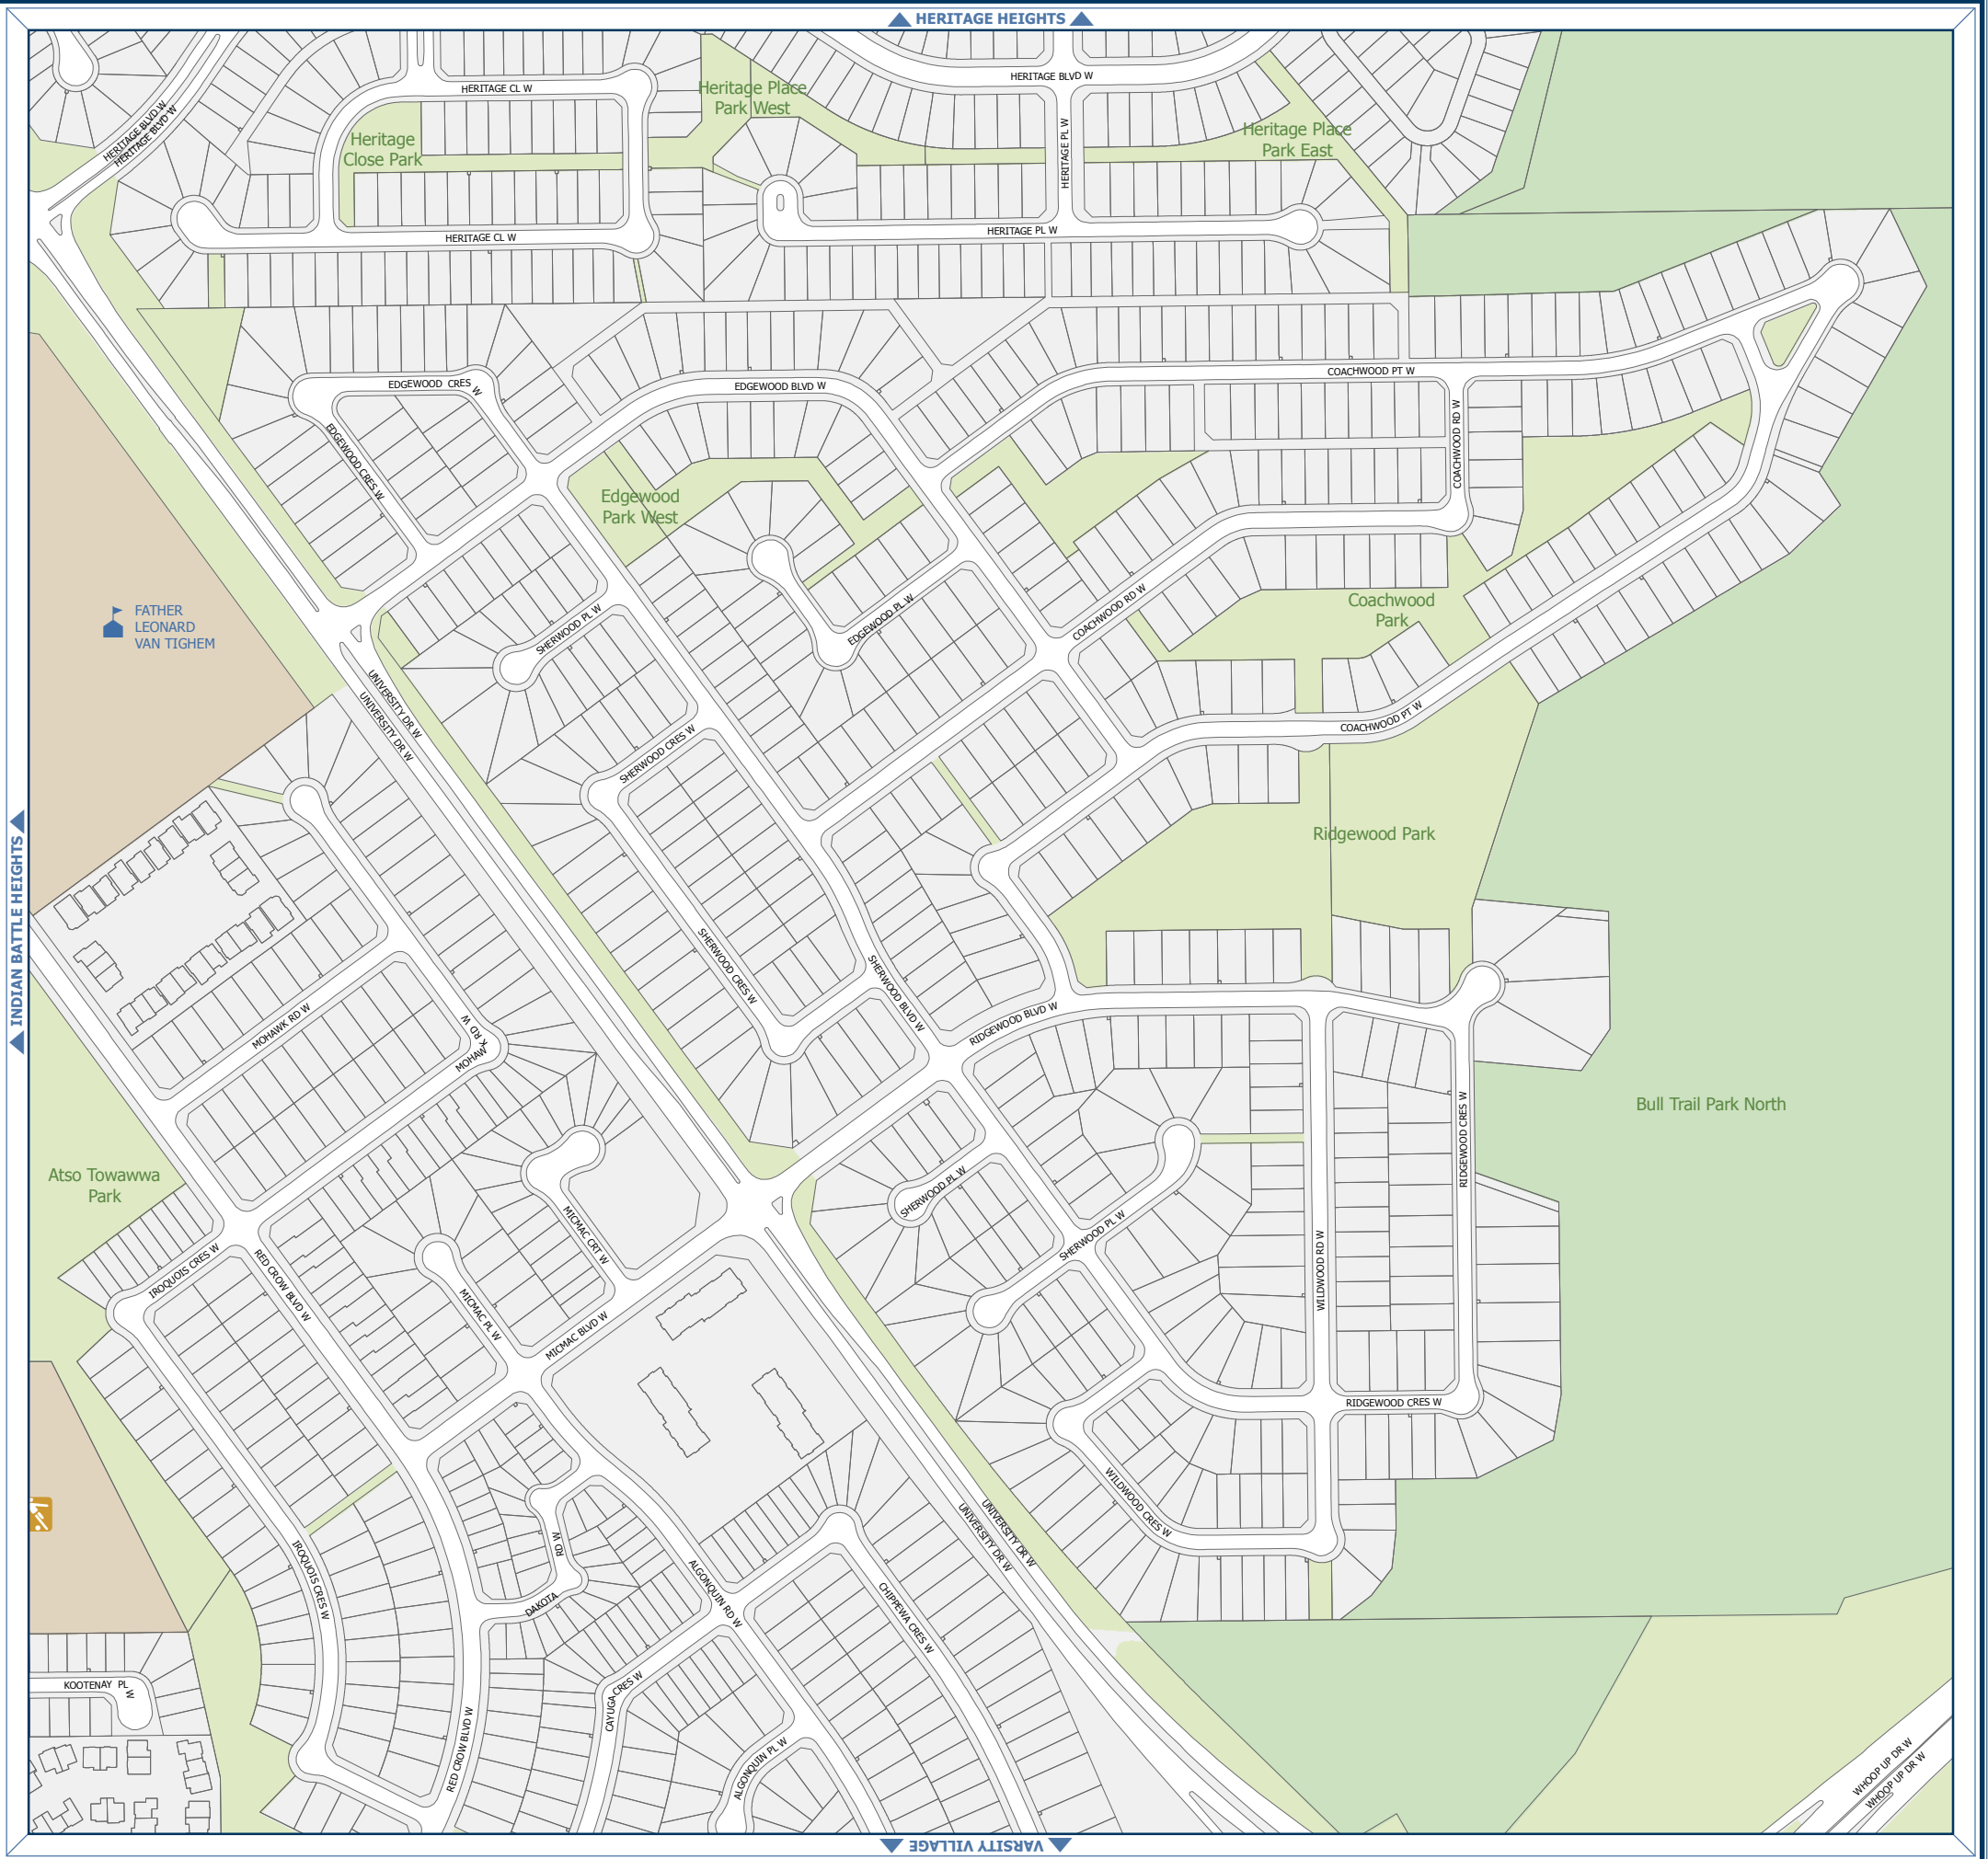 HERITAGE HEIGHTS
HERITAGE BLVD W
HERITAGE BLVD W
HERITAGE BLVD W
HERITAGE CL W
Heritage Place
Park West
Heritage
Close Park
HERITAGE PL W
Heritage Place
Park East
HERITAGE CL W
HERITAGE PL W
EDGEWOOD CRES W
EDGEWOOD BLVD W
COACHWOOD PT W
EDGEWOOD CRES W
COACHWOOD RD W
Edgewood
Park West
FATHER
LEONARD
VAN TIGHEM
SHERWOOD PL W
EDGEWOOD PL W
COACHWOOD RD W
Coachwood
Park
UNIVERSITY DR W
UNIVERSITY DR W
SHERWOOD CRES W
COACHWOOD PT W
Ridgewood Park
INDIAN BATTLE HEIGHTS
SHERWOOD CRES W
SHERWOOD BLVD W
MOHAWK RD W
MOHAWK RD W
RIDGEWOOD BLVD W
Bull Trail Park North
RIDGEWOOD CRES W
Atso Towawwa
Park
SHERWOOD PL W
MICMAC CRT W
SHERWOOD PL W
IROQUOIS CRES W
RED CROW BLVD W
WILDWOOD RD W
MICMAC PL W
MICMAC BLVD W
RIDGEWOOD CRES W
WILDWOOD CRES W
UNIVERSITY DR W
UNIVERSITY DR W
IROQUOIS CRES W
DAKOTA RD W
ALGONQUIN RD W
CHIPPEWA CRES W
KOOTENAY PL W
CAYUGA CRES W
RED CROW BLVD W
ALGONQUIN PL W
WHOOP UP DR W
WHOOP UP DR W
VARSITY VILLAGE